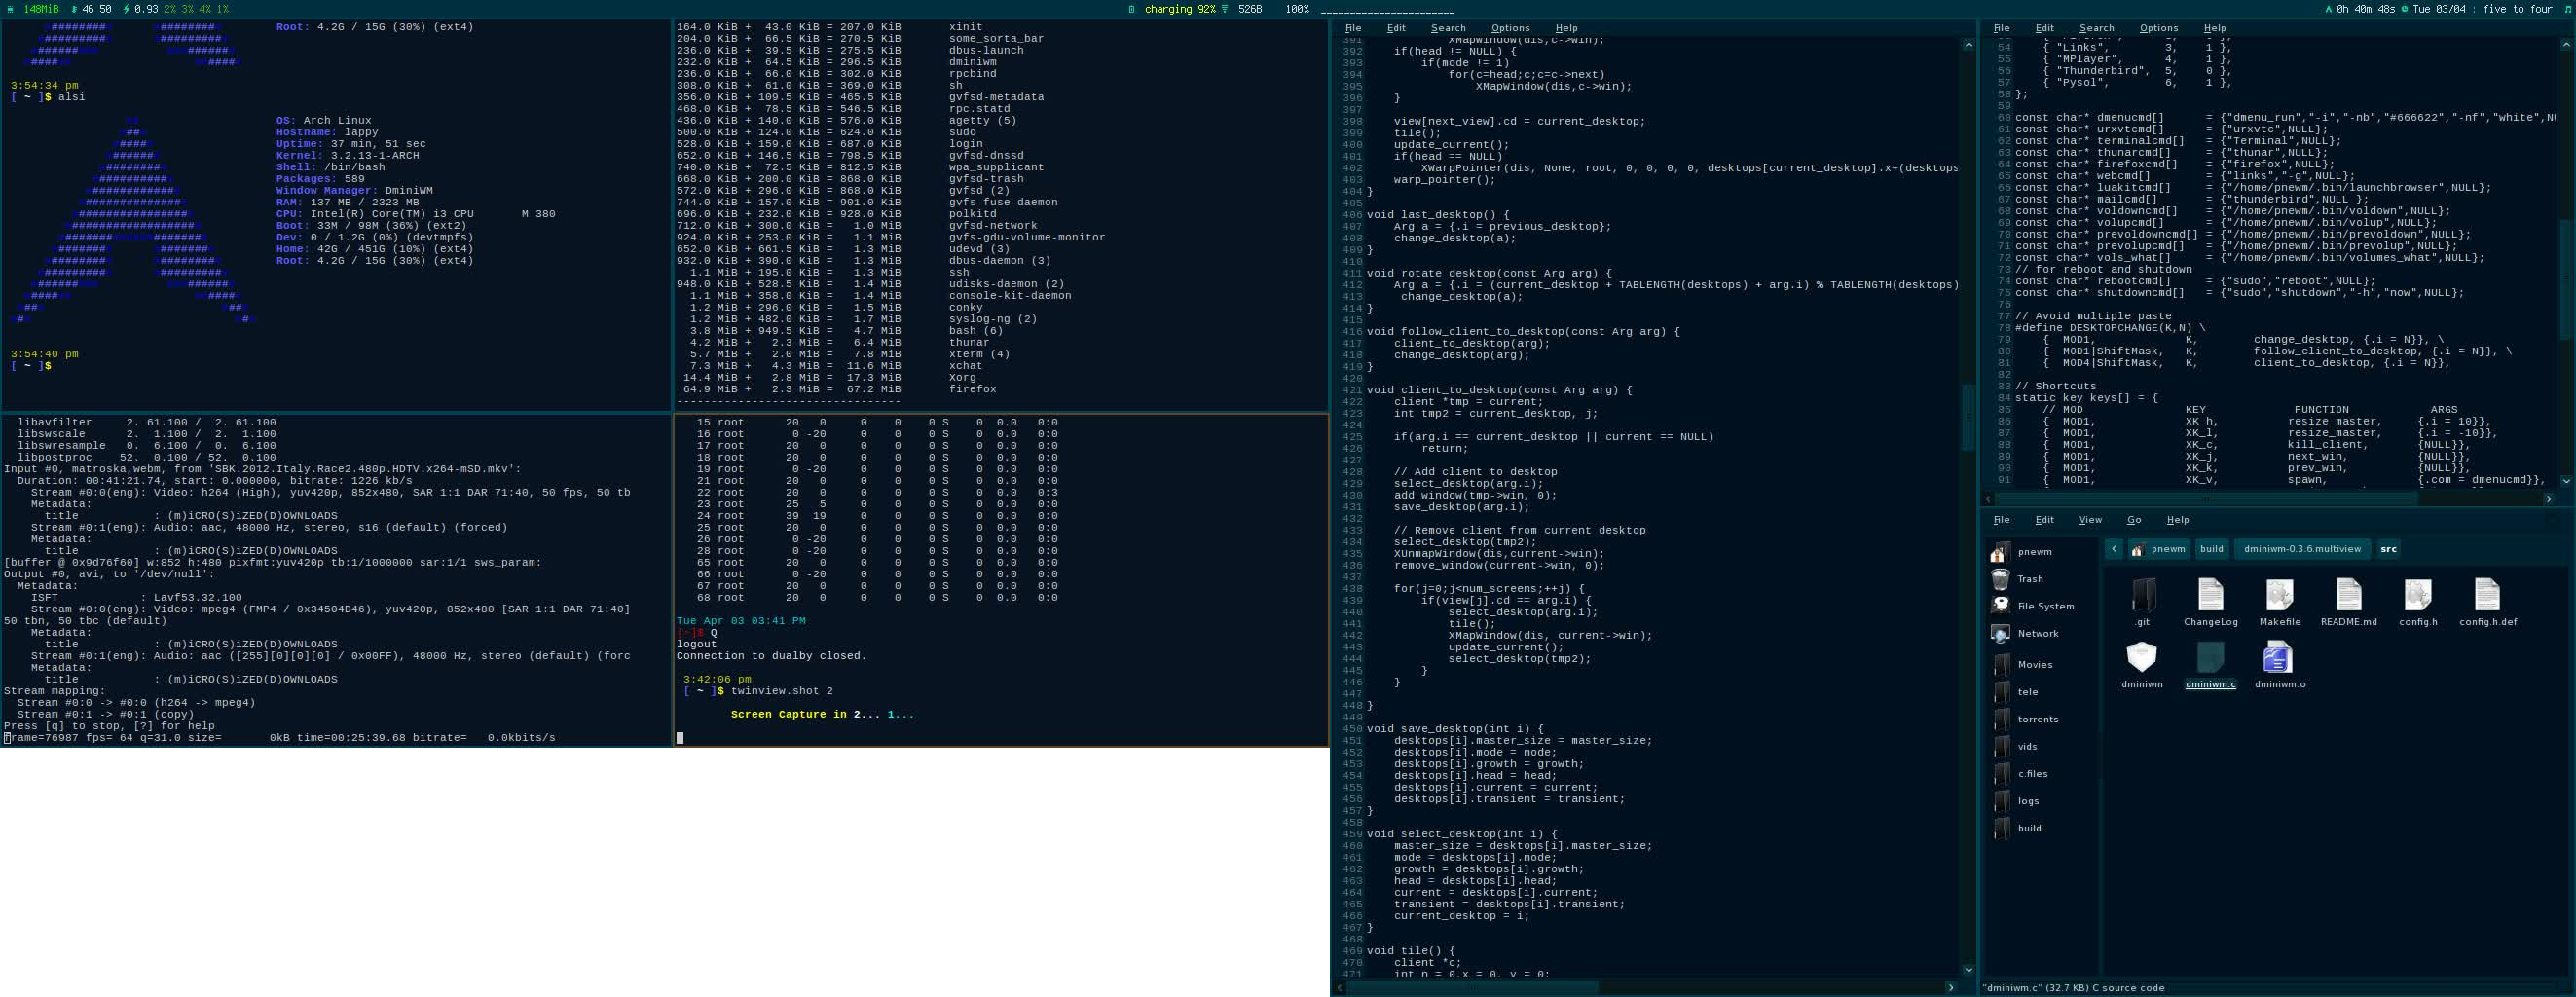 148MiB 46 50 0.93 2% 3% 4% 1%
charging 92% 526B 100%
0h 40m 48s Tue 03/04 : five to four
Root: 4.2G / 15G (30%) (ext4)
3:54:34 pm
[ ~ ]$ alsi
OS: Arch Linux
Hostname: lappy
Uptime: 37 min, 51 sec
Kernel: 3.2.13-1-ARCH
Shell: /bin/bash
Packages: 589
Window Manager: DminiWM
RAM: 137 MB / 2323 MB
CPU: Intel(R) Core(TM) i3 CPU M 380
Boot: 33M / 98M (36%) (ext2)
Dev: 0 / 1.2G (0%) (devtmpfs)
Home: 42G / 451G (10%) (ext4)
Root: 4.2G / 15G (30%) (ext4)
3:54:40 pm
[ ~ ]$
164.0 KiB + 43.0 KiB = 207.0 KiB xinit
204.0 KiB + 66.5 KiB = 270.5 KiB some_sorta_bar
236.0 KiB + 39.5 KiB = 275.5 KiB dbus-launch
232.0 KiB + 64.5 KiB = 296.5 KiB dminiwm
236.0 KiB + 66.0 KiB = 302.0 KiB rpcbind
308.0 KiB + 61.0 KiB = 369.0 KiB sh
356.0 KiB + 109.5 KiB = 465.5 KiB gvfsd-metadata
468.0 KiB + 78.5 KiB = 546.5 KiB rpc.statd
436.0 KiB + 140.0 KiB = 576.0 KiB agetty (5)
500.0 KiB + 124.0 KiB = 624.0 KiB sudo
528.0 KiB + 159.0 KiB = 687.0 KiB login
652.0 KiB + 146.5 KiB = 798.5 KiB gvfsd-dnssd
740.0 KiB + 72.5 KiB = 812.5 KiB wpa_supplicant
668.0 KiB + 200.0 KiB = 868.0 KiB gvfsd-trash
572.0 KiB + 296.0 KiB = 868.0 KiB gvfsd (2)
744.0 KiB + 157.0 KiB = 901.0 KiB gvfs-fuse-daemon
696.0 KiB + 232.0 KiB = 928.0 KiB polkitd
712.0 KiB + 300.0 KiB = 1.0 MiB gvfsd-network
924.0 KiB + 253.0 KiB = 1.1 MiB gvfs-gdu-volume-monitor
652.0 KiB + 661.5 KiB = 1.3 MiB udevd (3)
932.0 KiB + 390.0 KiB = 1.3 MiB dbus-daemon (3)
1.1 MiB + 195.0 KiB = 1.3 MiB ssh
948.0 KiB + 528.5 KiB = 1.4 MiB udisks-daemon (2)
1.1 MiB + 358.0 KiB = 1.4 MiB console-kit-daemon
1.2 MiB + 296.0 KiB = 1.5 MiB conky
1.2 MiB + 482.0 KiB = 1.7 MiB syslog-ng (2)
3.8 MiB + 949.5 KiB = 4.7 MiB bash (6)
4.2 MiB + 2.3 MiB = 6.4 MiB thunar
5.7 MiB + 2.0 MiB = 7.8 MiB xterm (4)
7.3 MiB + 4.3 MiB = 11.6 MiB xchat
14.4 MiB + 2.8 MiB = 17.3 MiB Xorg
64.9 MiB + 2.3 MiB = 67.2 MiB firefox
---------------------------------
libavfilter 2. 61.100 / 2. 61.100
libswscale 2. 1.100 / 2. 1.100
libswresample 0. 6.100 / 0. 6.100
libpostproc 52. 0.100 / 52. 0.100
Input #0, matroska,webm, from 'SBK.2012.Italy.Race2.480p.HDTV.x264-mSD.mkv':
Duration: 00:41:21.74, start: 0.000000, bitrate: 1226 kb/s
Stream #0:0(eng): Video: h264 (High), yuv420p, 852x480, SAR 1:1 DAR 71:40, 50 fps, 50 tb
Metadata:
title : (m)iCRO(S)iZED(D)OWNLOADS
Stream #0:1(eng): Audio: aac, 48000 Hz, stereo, s16 (default) (forced)
Metadata:
title : (m)iCRO(S)iZED(D)OWNLOADS
[buffer @ 0x9d76f60] w:852 h:480 pixfmt:yuv420p tb:1/1000000 sar:1/1 sws_param:
Output #0, avi, to '/dev/null':
Metadata:
ISFT : Lavf53.32.100
Stream #0:0(eng): Video: mpeg4 (FMP4 / 0x34504D46), yuv420p, 852x480 [SAR 1:1 DAR 71:40]
50 tbn, 50 tbc (default)
Metadata:
title : (m)iCRO(S)iZED(D)OWNLOADS
Stream #0:1(eng): Audio: aac ([255][0][0][0] / 0x00FF), 48000 Hz, stereo (default) (forc
Metadata:
title : (m)iCRO(S)iZED(D)OWNLOADS
Stream mapping:
Stream #0:0 -> #0:0 (h264 -> mpeg4)
Stream #0:1 -> #0:1 (copy)
Press [q] to stop, [?] for help
frame=76987 fps= 64 q=31.0 size= 0kB time=00:25:39.68 bitrate= 0.0kbits/s
15 root 20 0 0 0 0 S 0 0.0 0:0
16 root 0 -20 0 0 0 S 0 0.0 0:0
17 root 20 0 0 0 0 S 0 0.0 0:0
18 root 20 0 0 0 0 S 0 0.0 0:0
19 root 0 -20 0 0 0 S 0 0.0 0:0
21 root 20 0 0 0 0 S 0 0.0 0:0
22 root 20 0 0 0 0 S 0 0.0 0:3
23 root 25 5 0 0 0 S 0 0.0 0:0
24 root 39 19 0 0 0 S 0 0.0 0:0
25 root 20 0 0 0 0 S 0 0.0 0:0
26 root 0 -20 0 0 0 S 0 0.0 0:0
28 root 0 -20 0 0 0 S 0 0.0 0:0
65 root 20 0 0 0 0 S 0 0.0 0:0
66 root 0 -20 0 0 0 S 0 0.0 0:0
67 root 20 0 0 0 0 S 0 0.0 0:0
68 root 20 0 0 0 0 S 0 0.0 0:0
Tue Apr 03 03:41 PM
[~]$ Q
logout
Connection to dualby closed.
3:42:06 pm
[ ~ ]$ twinview.shot 2
Screen Capture in 2... 1...
File Edit Search Options Help
391 XMapWindow(dis,c->win);
392 if(head != NULL) {
393 if(mode != 1)
394 for(c=head;c;c=c->next)
395 XMapWindow(dis,c->win);
396 }
397
398 view[next_view].cd = current_desktop;
399 tile();
400 update_current();
401 if(head == NULL)
402 XWarpPointer(dis, None, root, 0, 0, 0, 0, desktops[current_desktop].x+(desktops
403 warp_pointer();
404 }
405
406 void last_desktop() {
407 Arg a = {.i = previous_desktop};
408 change_desktop(a);
409 }
410
411 void rotate_desktop(const Arg arg) {
412 Arg a = {.i = (current_desktop + TABLENGTH(desktops) + arg.i) % TABLENGTH(desktops)
413 change_desktop(a);
414 }
415
416 void follow_client_to_desktop(const Arg arg) {
417 client_to_desktop(arg);
418 change_desktop(arg);
419 }
420
421 void client_to_desktop(const Arg arg) {
422 client *tmp = current;
423 int tmp2 = current_desktop, j;
424
425 if(arg.i == current_desktop || current == NULL)
426 return;
427
428 // Add client to desktop
429 select_desktop(arg.i);
430 add_window(tmp->win, 0);
431 save_desktop(arg.i);
432
433 // Remove client from current desktop
434 select_desktop(tmp2);
435 XUnmapWindow(dis,current->win);
436 remove_window(current->win, 0);
437
438 for(j=0;j<num_screens;++j) {
439 if(view[j].cd == arg.i) {
440 select_desktop(arg.i);
441 tile();
442 XMapWindow(dis, current->win);
443 update_current();
444 select_desktop(tmp2);
445 }
446 }
447
448 }
449
450 void save_desktop(int i) {
451 desktops[i].master_size = master_size;
452 desktops[i].mode = mode;
453 desktops[i].growth = growth;
454 desktops[i].head = head;
455 desktops[i].current = current;
456 desktops[i].transient = transient;
457 }
458
459 void select_desktop(int i) {
460 master_size = desktops[i].master_size;
461 mode = desktops[i].mode;
462 growth = desktops[i].growth;
463 head = desktops[i].head;
464 current = desktops[i].current;
465 transient = desktops[i].transient;
466 current_desktop = i;
467 }
468
469 void tile() {
470 client *c;
471 int n = 0,x = 0, y = 0;
File Edit Search Options Help
54 { "Links", 3, 1 },
55 { "MPlayer", 4, 1 },
56 { "Thunderbird", 5, 0 },
57 { "Pysol", 6, 1 },
58 };
59
60 const char* dmenucmd[] = {"dmenu_run","-i","-nb","#666622","-nf","white",NU
61 const char* urxvtcmd[] = {"urxvtc",NULL};
62 const char* terminalcmd[] = {"Terminal",NULL};
63 const char* thunarcmd[] = {"thunar",NULL};
64 const char* firefoxcmd[] = {"firefox",NULL};
65 const char* webcmd[] = {"links","-g",NULL};
66 const char* luakitcmd[] = {"/home/pnewm/.bin/launchbrowser",NULL};
67 const char* mailcmd[] = {"thunderbird",NULL };
68 const char* voldowncmd[] = {"/home/pnewm/.bin/voldown",NULL};
69 const char* volupcmd[] = {"/home/pnewm/.bin/volup",NULL};
70 const char* prevoldowncmd[] = {"/home/pnewm/.bin/prevoldown",NULL};
71 const char* prevolupcmd[] = {"/home/pnewm/.bin/prevolup",NULL};
72 const char* vols_what[] = {"/home/pnewm/.bin/volumes_what",NULL};
73 // for reboot and shutdown
74 const char* rebootcmd[] = {"sudo","reboot",NULL};
75 const char* shutdowncmd[] = {"sudo","shutdown","-h","now",NULL};
76
77 // Avoid multiple paste
78 #define DESKTOPCHANGE(K,N) \
79 { MOD1, K, change_desktop, {.i = N}}, \
80 { MOD1|ShiftMask, K, follow_client_to_desktop, {.i = N}}, \
81 { MOD4|ShiftMask, K, client_to_desktop, {.i = N}},
82
83 // Shortcuts
84 static key keys[] = {
85 // MOD KEY FUNCTION ARGS
86 { MOD1, XK_h, resize_master, {.i = 10}},
87 { MOD1, XK_l, resize_master, {.i = -10}},
88 { MOD1, XK_c, kill_client, {NULL}},
89 { MOD1, XK_j, next_win, {NULL}},
90 { MOD1, XK_k, prev_win, {NULL}},
91 { MOD1, XK_v, spawn, {.com = dmenucmd}},
File Edit View Go Help
pnewm build dminiwm-0.3.6.multiview src
pnewm
Trash
File System
Network
Movies
tele
torrents
vids
c.files
logs
build
.git ChangeLog Makefile README.md config.h config.h.def
dminiwm dminiwm.c dminiwm.o
"dminiwm.c" (32.7 KB) C source code